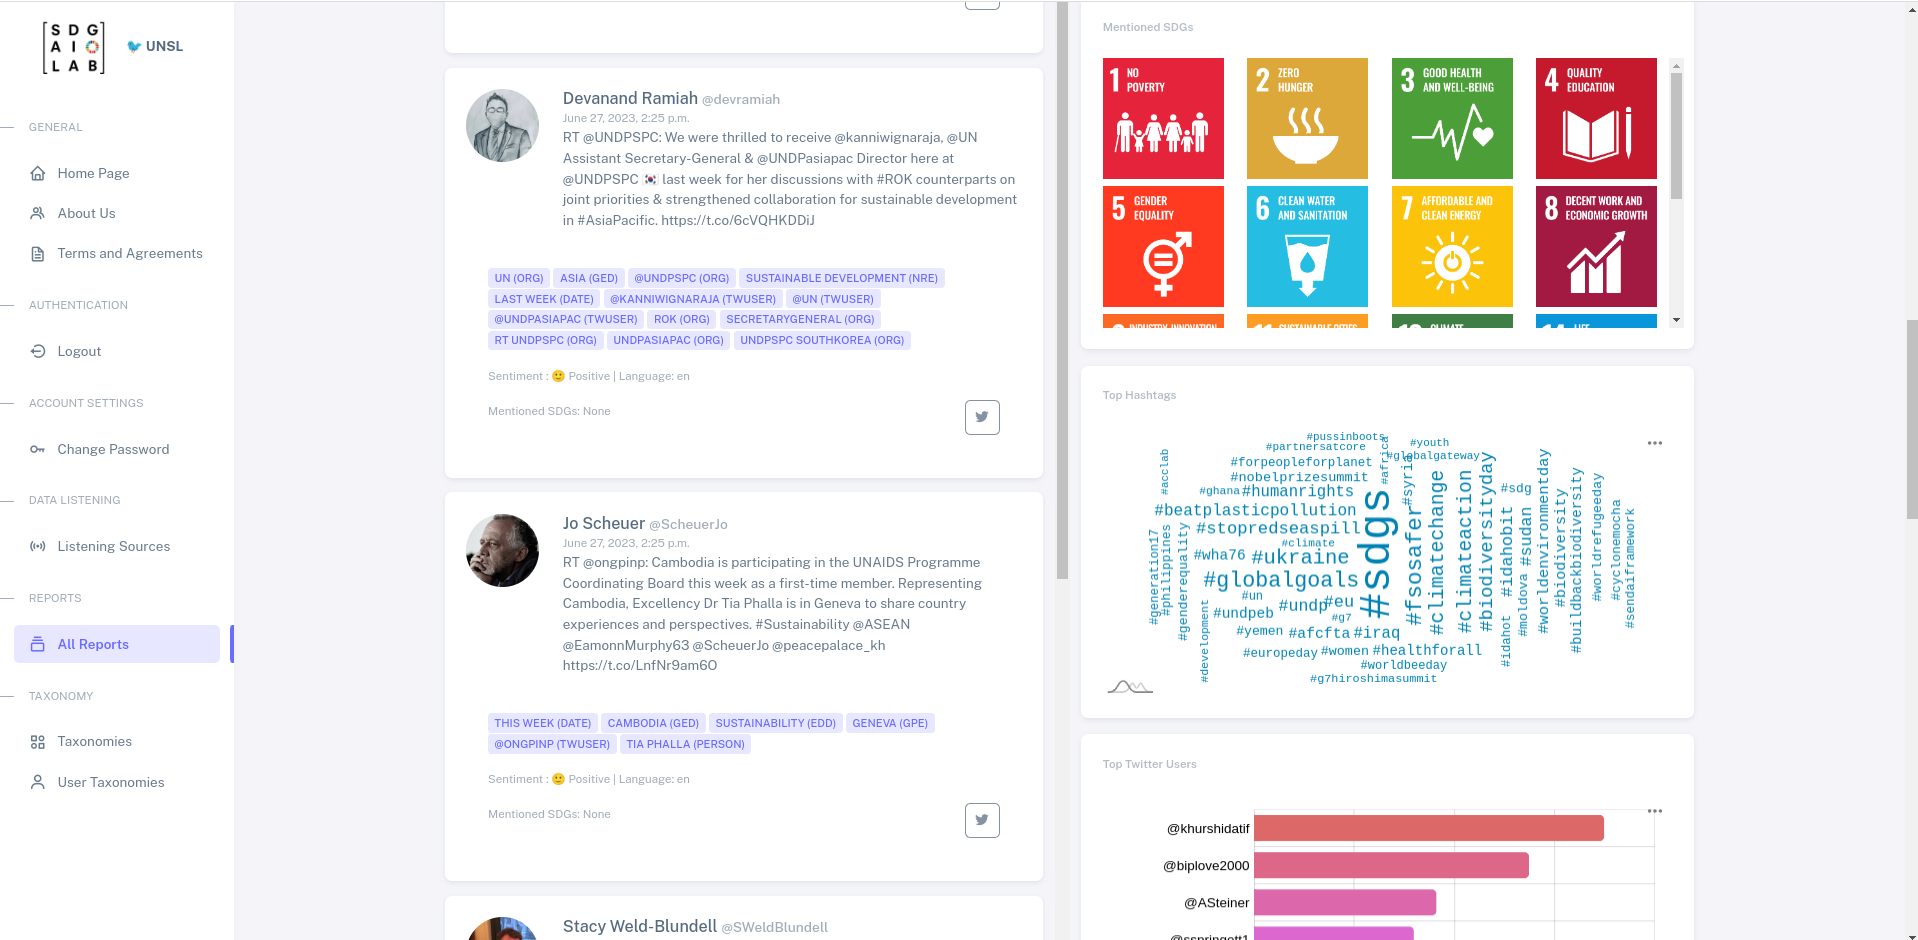 SDG
AIO
LAB
UNSL
GENERAL
Home Page
About Us
Terms and Agreements
AUTHENTICATION
Logout
ACCOUNT SETTINGS
Change Password
DATA LISTENING
Listening Sources
REPORTS
All Reports
TAXONOMY
Taxonomies
User Taxonomies
Devanand Ramiah @devramiah
June 27, 2023, 2:25 p.m.
RT @UNDPSPC: We were thrilled to receive @kanniwignaraja, @UN
Assistant Secretary-General & @UNDPasiapac Director here at
@UNDPSPC 🇰🇷 last week for her discussions with #ROK counterparts on
joint priorities & strengthened collaboration for sustainable development
in #AsiaPacific. https://t.co/6cVQHKDDiJ
UN (ORG) ASIA (GED) @UNDPSPC (ORG) SUSTAINABLE DEVELOPMENT (NRE)
LAST WEEK (DATE) @KANNIWIGNARAJA (TWUSER) @UN (TWUSER)
@UNDPASIAPAC (TWUSER) ROK (ORG) SECRETARYGENERAL (ORG)
RT UNDPSPC (ORG) UNDPASIAPAC (ORG) UNDPSPC SOUTHKOREA (ORG)
Sentiment : 🙂 Positive | Language: en
Mentioned SDGs: None
Jo Scheuer @ScheuerJo
June 27, 2023, 2:25 p.m.
RT @ongpinp: Cambodia is participating in the UNAIDS Programme
Coordinating Board this week as a first-time member. Representing
Cambodia, Excellency Dr Tia Phalla is in Geneva to share country
experiences and perspectives. #Sustainability @ASEAN
@EamonnMurphy63 @ScheuerJo @peacepalace_kh
https://t.co/LnfNr9am6O
THIS WEEK (DATE) CAMBODIA (GED) SUSTAINABILITY (EDD) GENEVA (GPE)
@ONGPINP (TWUSER) TIA PHALLA (PERSON)
Sentiment : 🙂 Positive | Language: en
Mentioned SDGs: None
Stacy Weld-Blundell @SWeldBlundell
Mentioned SDGs
1 NO
POVERTY
2 ZERO
HUNGER
3 GOOD HEALTH
AND WELL-BEING
4 QUALITY
EDUCATION
5 GENDER
EQUALITY
6 CLEAN WATER
AND SANITATION
7 AFFORDABLE AND
CLEAN ENERGY
8 DECENT WORK AND
ECONOMIC GROWTH
Top Hashtags
#pussinboots
#partnersatcore
#africa
#youth
#globalgateway
#acclab
#forpeopleforplanet
#nobelprizesummit
#syria
#ghana
#humanrights
#sdg
#beatplasticpollution
#stopredseaspill
#climate
#wha76
#ukraine
#globalgoals
#sdgs
#fsosafer
#climatechange
#climateaction
#biodiversityday
#idahobit
#sudan
#worldenvironmentday
#biodiversity
#buildbackbiodiversity
#worldrefugeeday
#cyclonemocha
#sendaiframework
#generation17
#philippines
#genderequality
#development
#un
#undpeb
#undp
#eu
#g7
#yemen
#afcfta
#iraq
#moldova
#idahot
#europeday
#women
#healthforall
#worldbeeday
#g7hiroshimasummit
Top Twitter Users
@khurshidatif
@biplove2000
@ASteiner